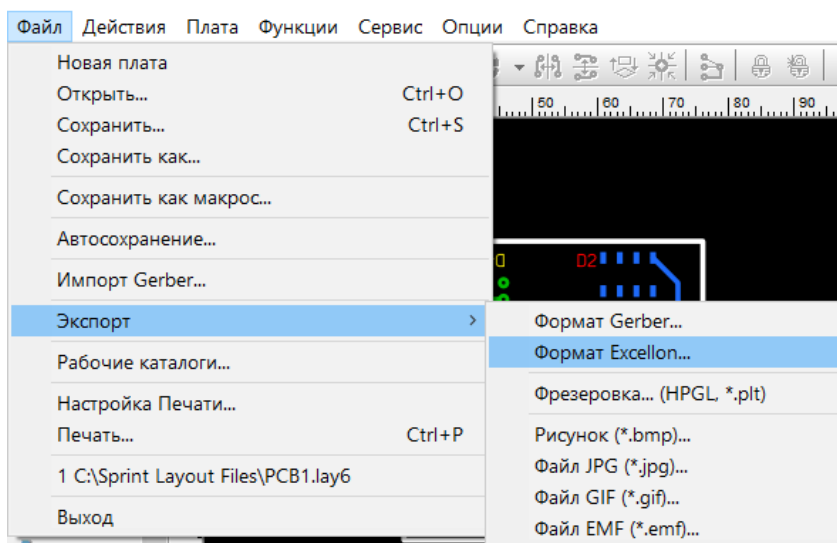 Файл Действия Плата Функции Сервис Опции Справка
Новая плата
Открыть... Ctrl+O
Сохранить... Ctrl+S
Сохранить как...
Сохранить как макрос...
Автосохранение...
Импорт Gerber...
Экспорт
Рабочие каталоги...
Настройка Печати...
Печать... Ctrl+P
1 C:\Sprint Layout Files\PCB1.lay6
Выход
50 60 70 80 90
D2
Формат Gerber...
Формат Excellon...
Фрезеровка... (HPGL, *.plt)
Рисунок (*.bmp)...
Файл JPG (*.jpg)...
Файл GIF (*.gif)...
Файл EMF (*.emf)...